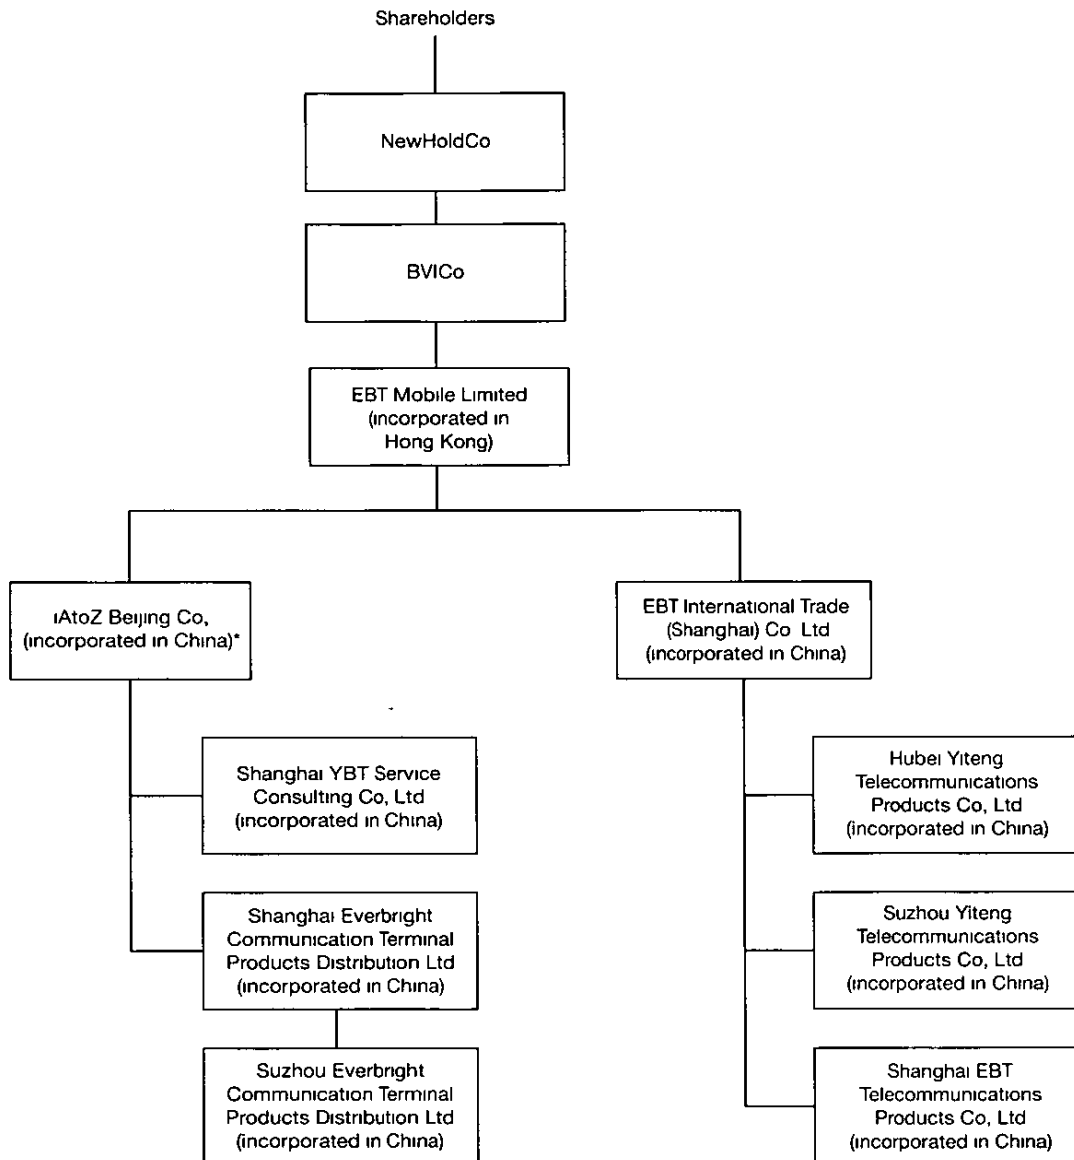 Shareholders
NewHoldCo
BVICo
EBT Mobile Limited
(incorporated in
Hong Kong)
iAtoZ Beijing Co,
(incorporated in China)*
EBT International Trade
(Shanghai) Co Ltd
(incorporated in China)
Shanghai YBT Service
Consulting Co, Ltd
(incorporated in China)
Hubei Yiteng
Telecommunications
Products Co, Ltd
(incorporated in China)
Shanghai Everbright
Communication Terminal
Products Distribution Ltd
(incorporated in China)
Suzhou Yiteng
Telecommunications
Products Co, Ltd
(incorporated in China)
Suzhou Everbright
Communication Terminal
Products Distribution Ltd
(incorporated in China)
Shanghai EBT
Telecommunications
Products Co, Ltd
(incorporated in China)